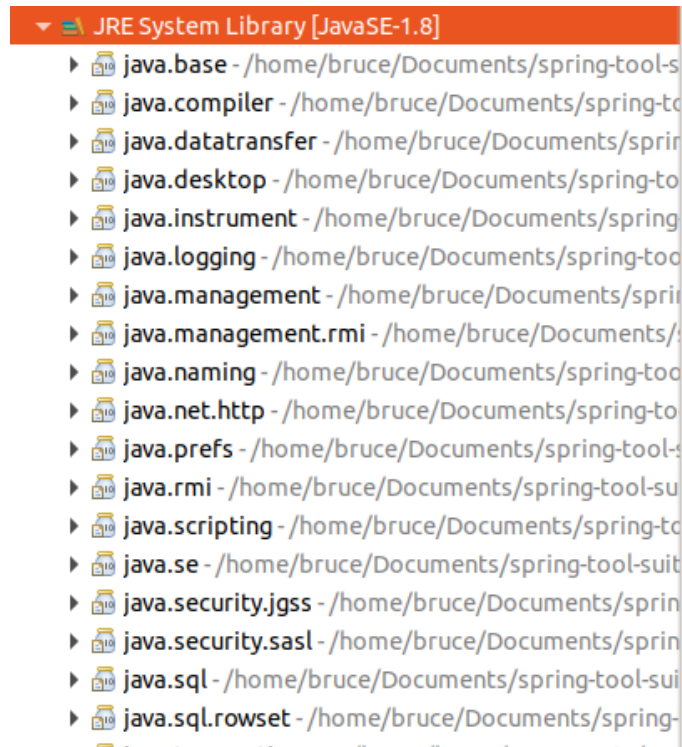 JRE System Library [JavaSE-1.8]
java.base - /home/bruce/Documents/spring-tool-s
java.compiler - /home/bruce/Documents/spring-to
java.datatransfer - /home/bruce/Documents/sprin
java.desktop - /home/bruce/Documents/spring-to
java.instrument - /home/bruce/Documents/spring-
java.logging - /home/bruce/Documents/spring-too
java.management - /home/bruce/Documents/sprin
java.management.rmi - /home/bruce/Documents/s
java.naming - /home/bruce/Documents/spring-too
java.net.http - /home/bruce/Documents/spring-to
java.prefs - /home/bruce/Documents/spring-tool-s
java.rmi - /home/bruce/Documents/spring-tool-su
java.scripting - /home/bruce/Documents/spring-to
java.se - /home/bruce/Documents/spring-tool-suit
java.security.jgss - /home/bruce/Documents/sprin
java.security.sasl - /home/bruce/Documents/sprin
java.sql - /home/bruce/Documents/spring-tool-sui
java.sql.rowset - /home/bruce/Documents/spring-